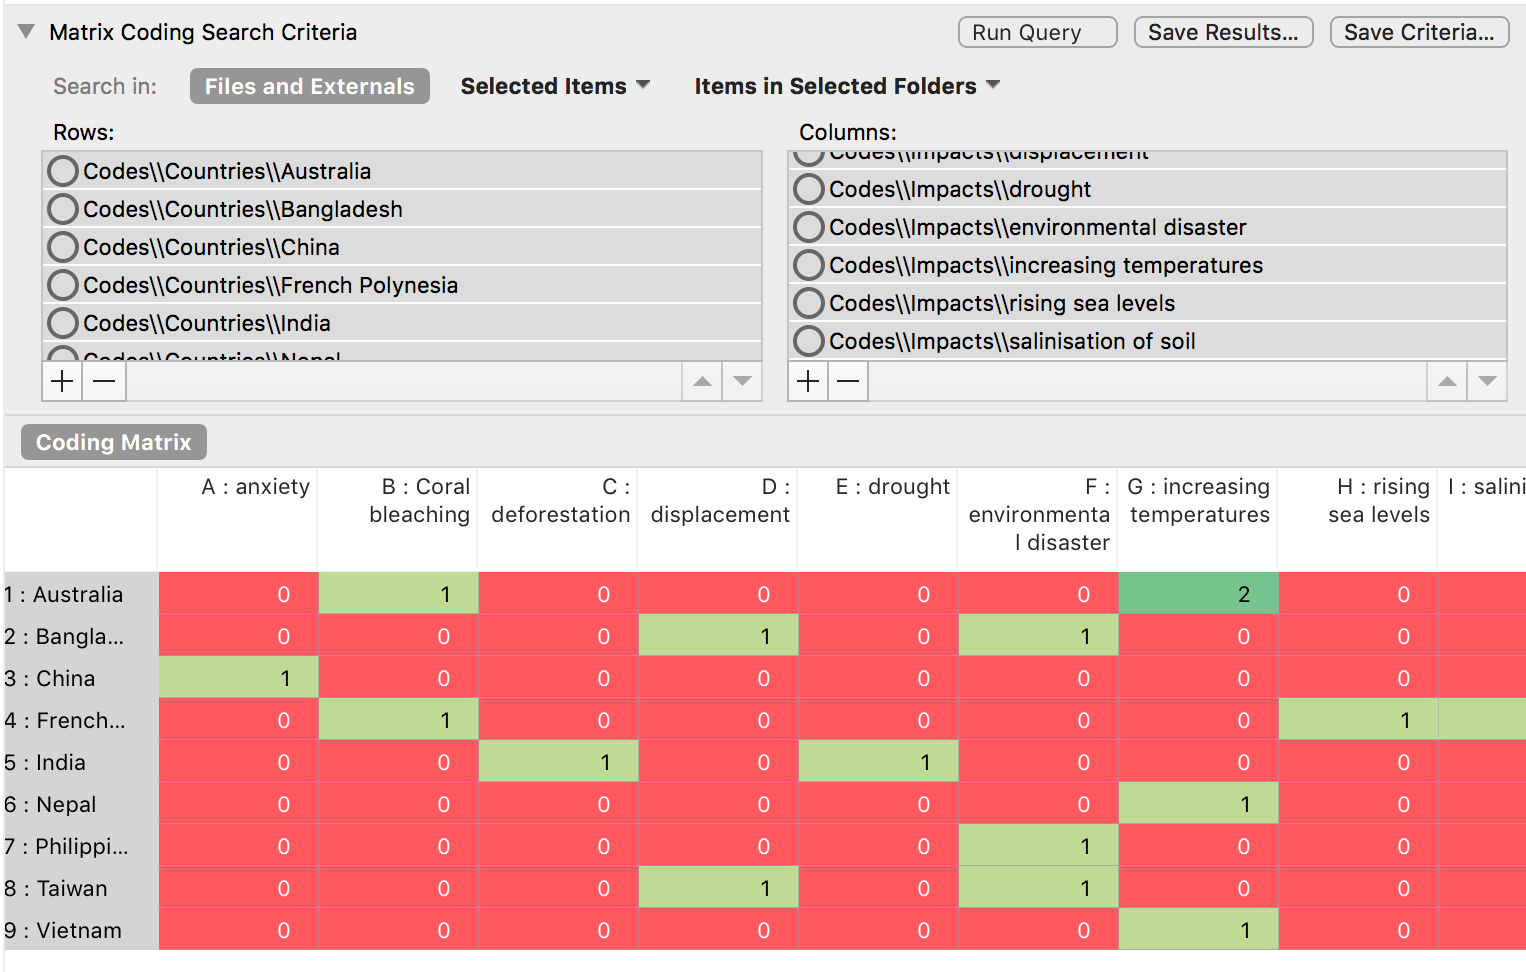 Matrix Coding Search Criteria Run Query Save Results... Save Criteria...
Search in: Files and Externals Selected Items Items in Selected Folders
Rows: Columns:
Codes\\Countries\\Australia
Codes\\Countries\\Bangladesh
Codes\\Countries\\China
Codes\\Countries\\French Polynesia
Codes\\Countries\\India
Codes\\Countries\\Nepal
Codes\\Impacts\\displacement
Codes\\Impacts\\drought
Codes\\Impacts\\environmental disaster
Codes\\Impacts\\increasing temperatures
Codes\\Impacts\\rising sea levels
Codes\\Impacts\\salinisation of soil
Coding Matrix
A : anxiety
B : Coral
bleaching
C :
deforestation
D :
displacement
E : drought
F :
environmenta
l disaster
G : increasing
temperatures
H : rising
sea levels
I : salini
1 : Australia 0 1 0 0 0 0 2 0
2 : Bangla... 0 0 0 1 0 1 0 0
3 : China 1 0 0 0 0 0 0 0
4 : French... 0 1 0 0 0 0 0 1
5 : India 0 0 1 0 1 0 0 0
6 : Nepal 0 0 0 0 0 0 1 0
7 : Philippi... 0 0 0 0 0 1 0 0
8 : Taiwan 0 0 0 1 0 1 0 0
9 : Vietnam 0 0 0 0 0 0 1 0